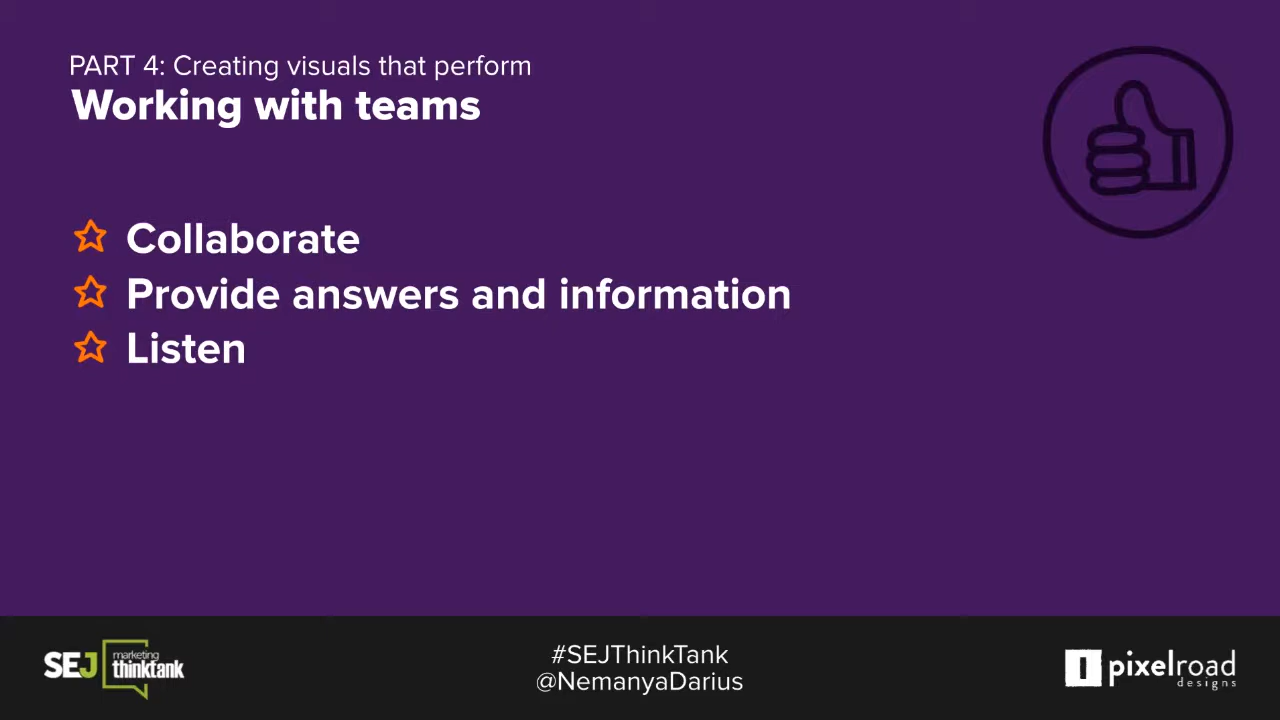 PART 4: Creating visuals that perform
Working with teams
Collaborate
Provide answers and information
Listen
SEJ marketing thinktank
#SEJThinkTank
@NemanyaDarius
pixelroad designs